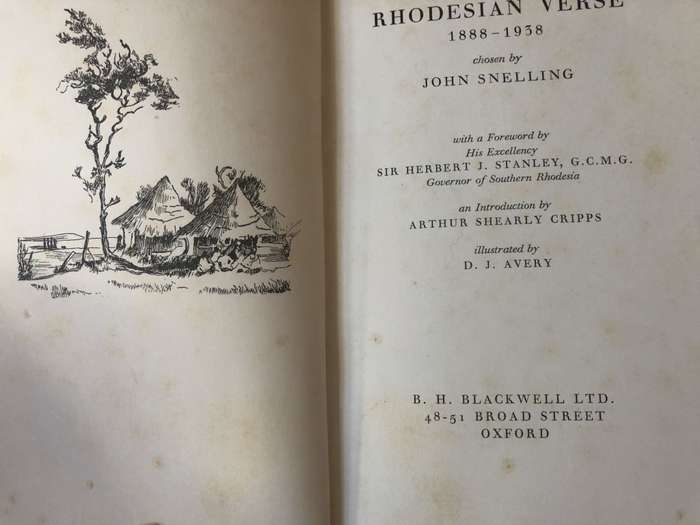 RHODESIAN VERSE
1888-1938
chosen by
JOHN SNELLING
with a Foreword by
His Excellency
SIR HERBERT J. STANLEY, G.C.M.G.
Governor of Southern Rhodesia
an Introduction by
ARTHUR SHEARLY CRIPPS
illustrated by
D. J. AVERY
B. H. BLACKWELL LTD.
48-51 BROAD STREET
OXFORD